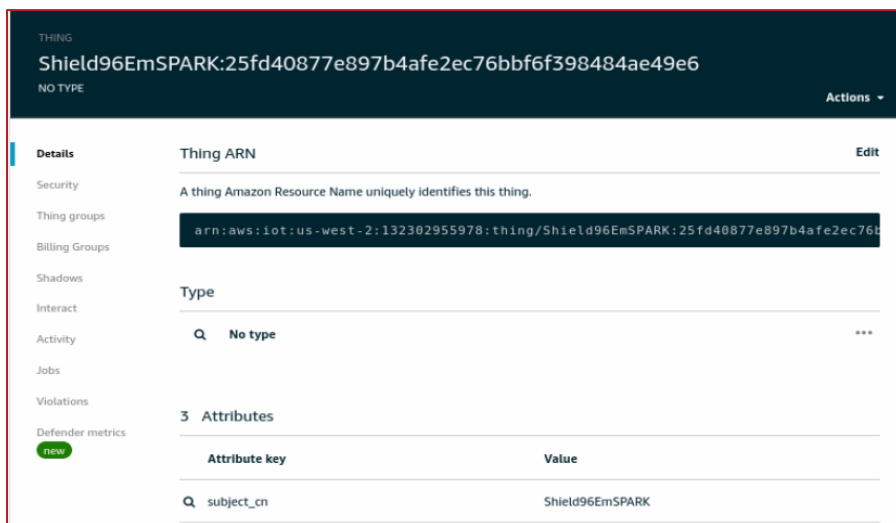 THING
Shield96EmSPARK:25fd40877e897b4afe2ec76bbf6f398484ae49e6
NO TYPE
Actions
Details
Security
Thing groups
Billing Groups
Shadows
Interact
Activity
Jobs
Violations
Defender metrics
new
Thing ARN
Edit
A thing Amazon Resource Name uniquely identifies this thing.
arn:aws:iot:us-west-2:132302955978:thing/Shield96EmSPARK:25fd40877e897b4afe2ec76b
Type
No type
3 Attributes
Attribute key Value
subject_cn Shield96EmSPARK